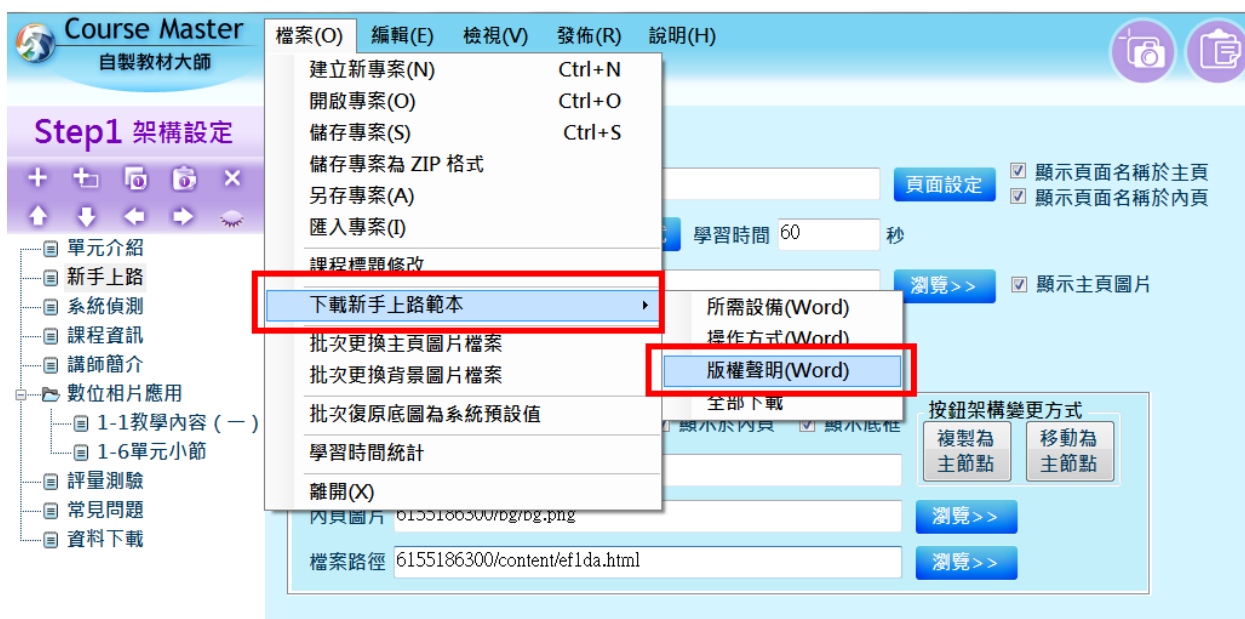 Course Master
自製教材大師
檔案(O) 編輯(E) 檢視(V) 發佈(R) 說明(H)
建立新專案(N) Ctrl+N
開啟專案(O) Ctrl+O
儲存專案(S) Ctrl+S
儲存專案為 ZIP 格式
另存專案(A)
匯入專案(I)
課程標題修改
下載新手上路範本
批次更換主頁圖片檔案
批次更換背景圖片檔案
批次復原底圖為系統預設值
學習時間統計
離開(X)
所需設備(Word)
操作方式(Word)
版權聲明(Word)
全部下載
Step1 架構設定
單元介紹
新手上路
系統偵測
課程資訊
講師簡介
數位相片應用
1-1教學內容(一)
1-6單元小節
評量測驗
常見問題
資料下載
頁面設定
顯示頁面名稱於主頁
顯示頁面名稱於內頁
學習時間 60 秒
瀏覽>> 顯示主頁圖片
顯示於內頁 顯示底框
按鈕架構變更方式
複製為
主節點
移動為
主節點
內頁圖片 6155186300/bg/bg.png 瀏覽>>
檔案路徑 6155186300/content/ef1da.html 瀏覽>>